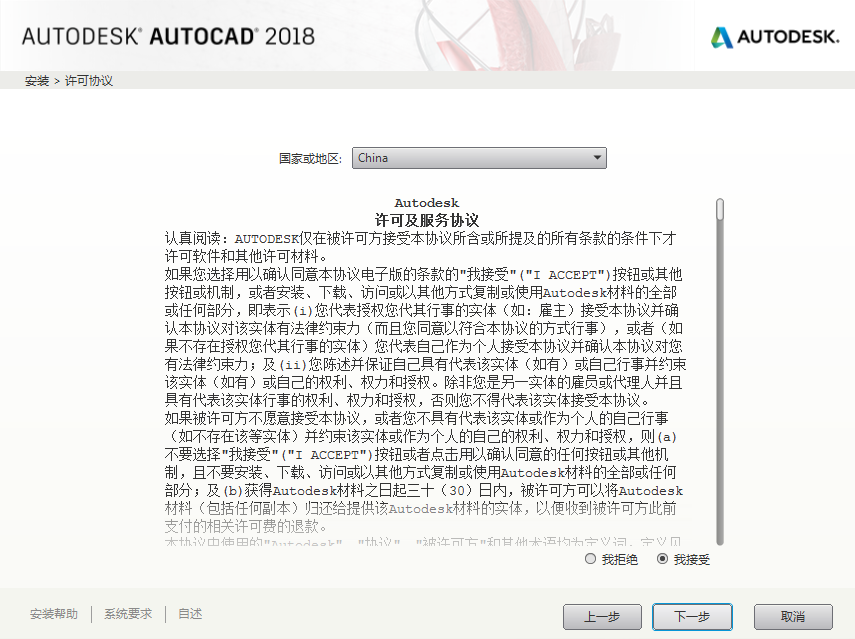 AUTODESK® AUTOCAD® 2018
AUTODESK.
安装 > 许可协议
国家或地区: China
Autodesk
许可及服务协议
认真阅读：AUTODESK仅在被许可方接受本协议所含或所提及的所有条款的条件下才
许可软件和其他许可材料。
如果您选择用以确认同意本协议电子版的条款的"我接受"("I ACCEPT")按钮或其他
按钮或机制，或者安装、下载、访问或以其他方式复制或使用Autodesk材料的全部
或任何部分，即表示(i)您代表授权您代其行事的实体（如：雇主）接受本协议并确
认本协议对该实体有法律约束力（而且您同意以符合本协议的方式行事），或者（如
果不存在授权您代其行事的实体）您代表自己作为个人接受本协议并确认本协议对您
有法律约束力；及(ii)您陈述并保证自己具有代表该实体（如有）或自己行事并约束
该实体（如有）或自己的权利、权力和授权。除非您是另一实体的雇员或代理人并且
具有代表该实体行事的权利、权力和授权，否则您不得代表该实体接受本协议。
如果被许可方不愿意接受本协议，或者您不具有代表该实体或作为个人的自己行事
（如不存在该等实体）并约束该实体或作为个人的自己的权利、权力和授权，则(a)
不要选择"我接受"("I ACCEPT")按钮或者点击用以确认同意的任何按钮或其他机
制，且不要安装、下载、访问或以其他方式复制或使用Autodesk材料的全部或任何
部分；及(b)获得Autodesk材料之日起三十（30）日内，被许可方可以将Autodesk
材料（包括任何副本）归还给提供该Autodesk材料的实体，以便收到被许可方此前
支付的相关许可费的退款。
本协议中使用的"Autodesk"、"协议"、"被许可方"和其他术语均为定义词，定义见
我拒绝 我接受
安装帮助 系统要求 自述 上一步 下一步 取消